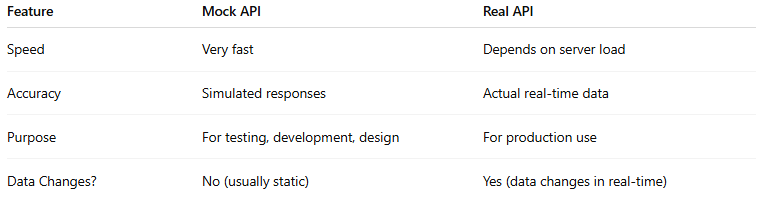 Feature Mock API Real API
Speed Very fast Depends on server load
Accuracy Simulated responses Actual real-time data
Purpose For testing, development, design For production use
Data Changes? No (usually static) Yes (data changes in real-time)